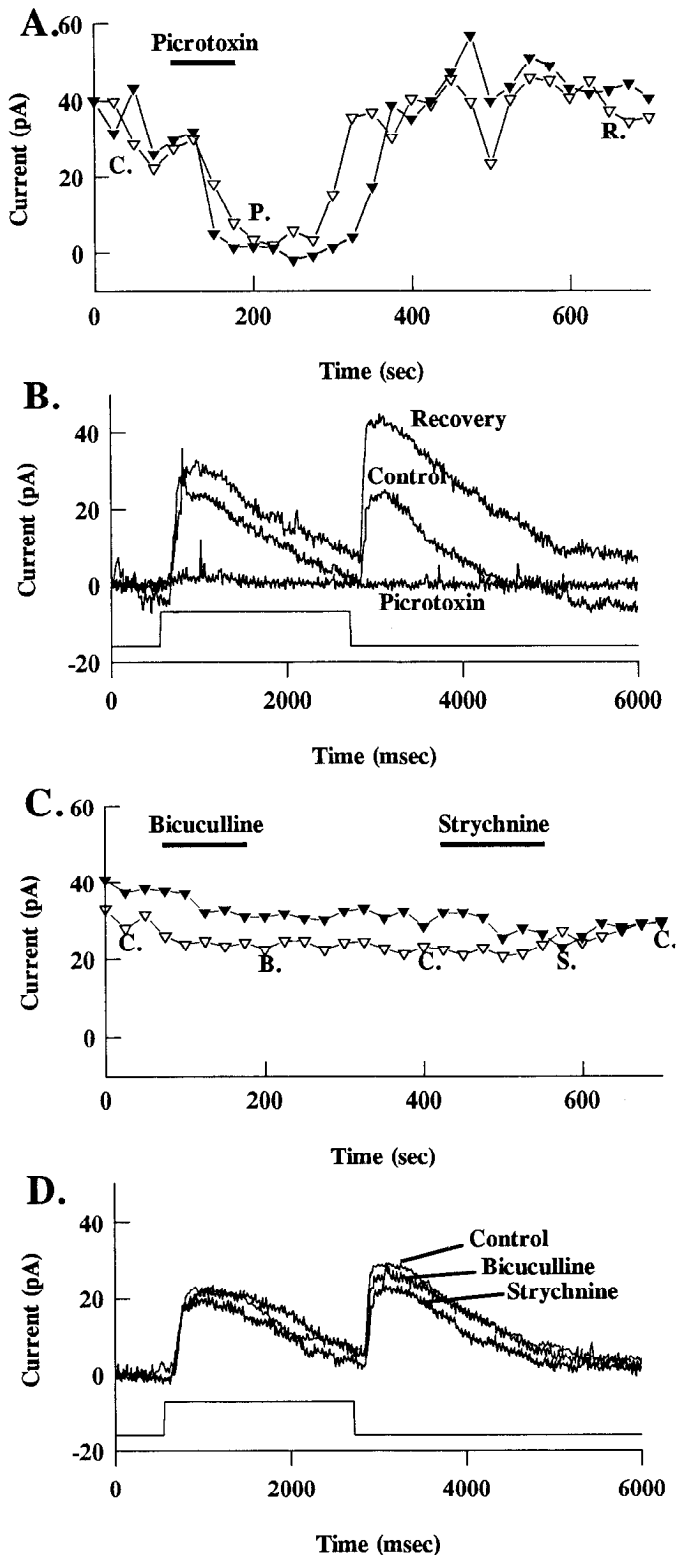 A.
60
Picrotoxin
40
C.
20
P.
R.
0
Current (pA)
0 200 400 600
Time (sec)
B.
40
Recovery
Control
20
0
Picrotoxin
-20
Current (pA)
0 2000 4000 6000
Time (msec)
C.
60
Bicuculline Strychnine
40
C. B. C. S. C.
20
0
Current (pA)
0 200 400 600
Time (sec)
D.
40
Control
Bicuculline
Strychnine
20
0
-20
Current (pA)
0 2000 4000 6000
Time (msec)